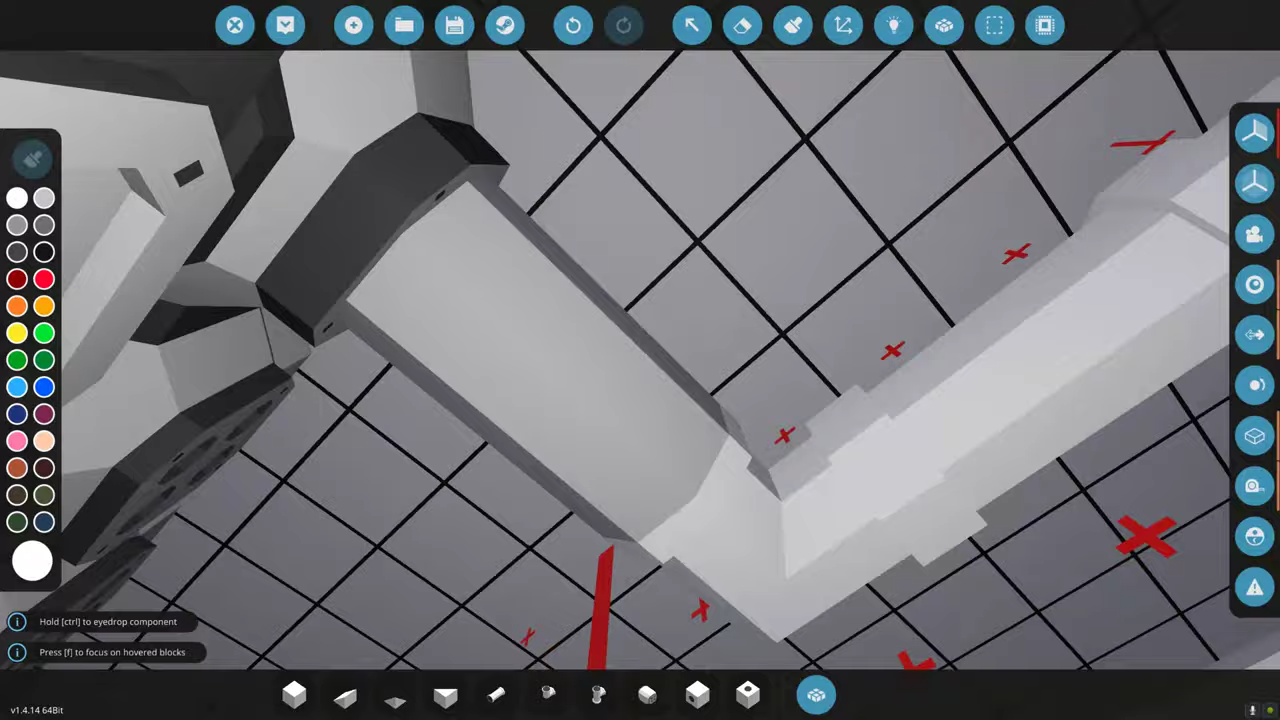 Hold [ctrl] to eyedrop component
Press [f] to focus on hovered blocks
v1.4.14 64Bit